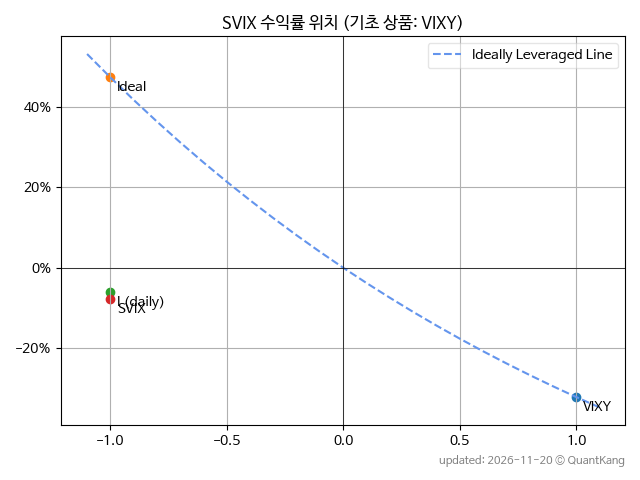 SVIX 수익률 위치 (기초 상품: VIXY)
Ideally Leveraged Line
Ideal
40%
20%
0%
L(daily)
SVIX
−20%
VIXY
−1.0
−0.5
0.0
0.5
1.0
updated: 2026-11-20 © QuantKang